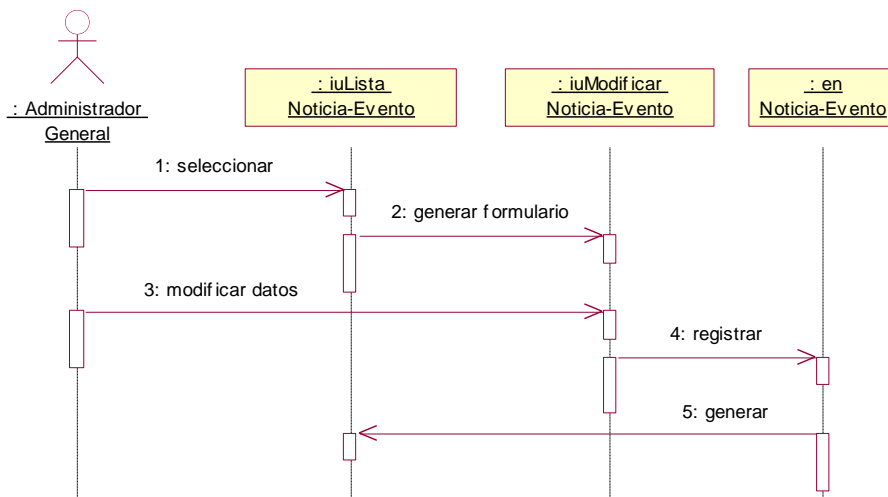 : Administrador
General
: iuLista
Noticia-Evento
: iuModificar
Noticia-Evento
: en
Noticia-Evento
1: seleccionar
2: generar formulario
3: modificar datos
4: registrar
5: generar